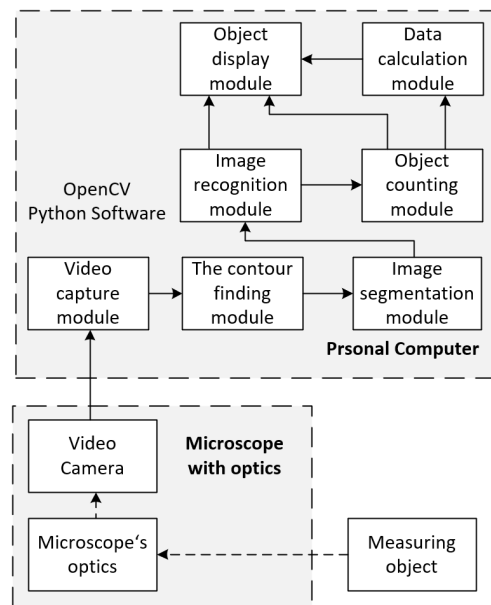 Object
display
module
Data
calculation
module
Image
recognition
module
Object
counting
module
OpenCV
Python Software
Video
capture
module
The contour
finding
module
Image
segmentation
module
Prsonal Computer
Video
Camera
Microscope
with optics
Microscope‘s
optics
Measuring
object